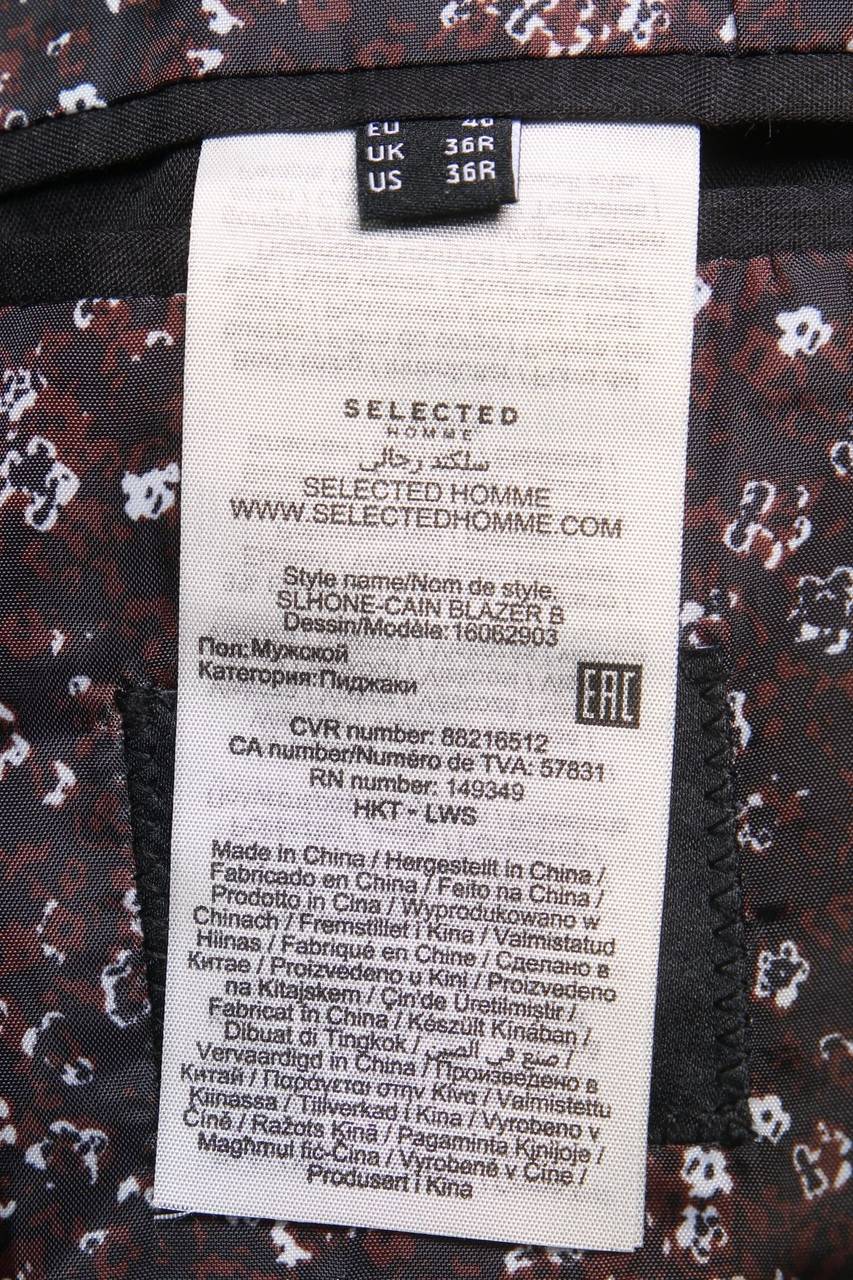 EU 46
UK 36R
US 36R
SELECTED
HOMME
سلكتد رجالي
SELECTED HOMME
WWW.SELECTEDHOMME.COM
Style name/Nom de style:
SLHONE-CAIN BLAZER B
Dessin/Modèle: 16062903
Пол:Мужской
Категория:Пиджаки
EAC
CVR number: 88216512
CA number/Numéro de TVA: 57831
RN number: 149349
HKT - LWS
Made in China / Hergestellt in China /
Fabricado en China / Feito na China /
Prodotto in Cina / Wyprodukowano w
Chinach / Fremstillet i Kina / Valmistatud
Hiinas / Fabriqué en Chine / Сделано в
Китае / Proizvedeno u Kini / Proizvedeno
na Kitajskem / Çin'de Üretilmiştir /
Fabricat în China / Készült Kínában /
Dibuat di Tingkok / صنع في الصين /
Vervaardigd in China / Произведено в
Китай / Παράγεται στην Κίνα / Valmistettu
Kiinassa / Tillverkad i Kina / Vyrobeno v
Číně / Ražots Ķīnā / Pagaminta Kinijoje /
Magħmul fiċ-Ċina / Vyrobené v Číne /
Produsert i Kina